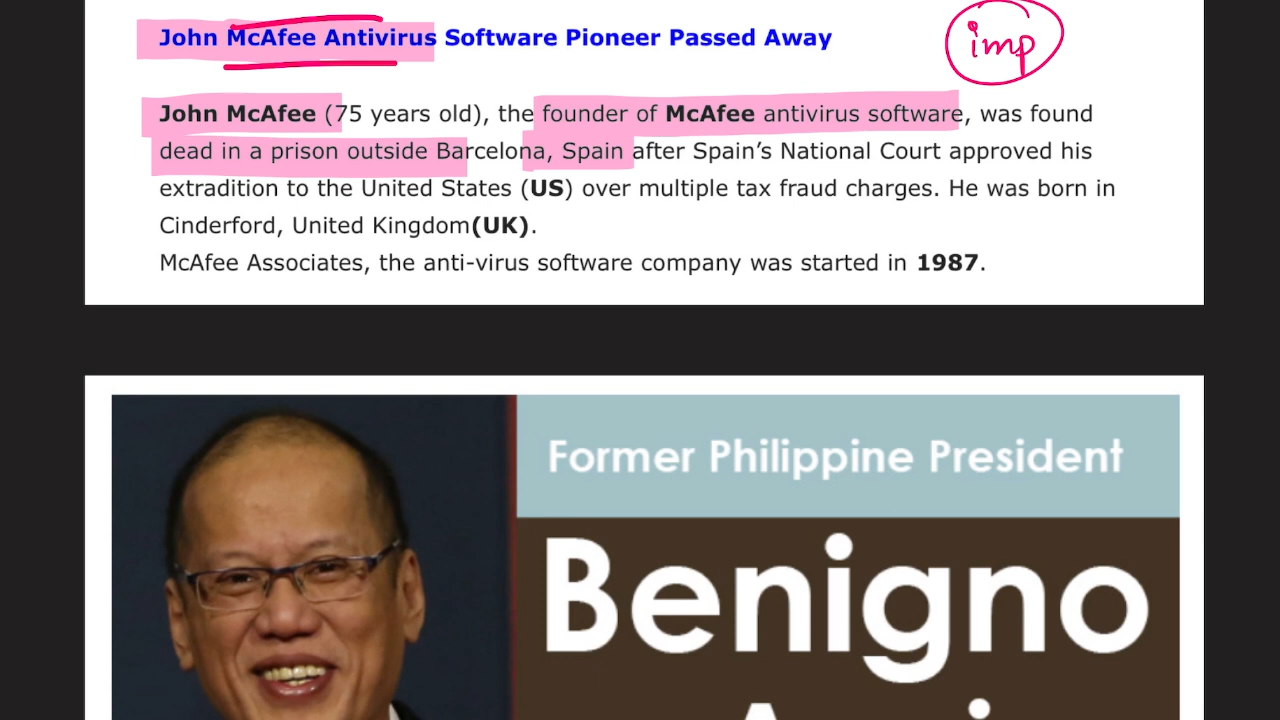 John McAfee Antivirus Software Pioneer Passed Away
imp
John McAfee (75 years old), the founder of McAfee antivirus software, was found
dead in a prison outside Barcelona, Spain after Spain’s National Court approved his
extradition to the United States (US) over multiple tax fraud charges. He was born in
Cinderford, United Kingdom(UK).
McAfee Associates, the anti-virus software company was started in 1987.
Former Philippine President
Benigno